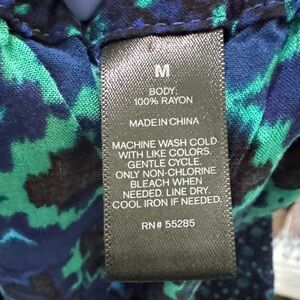 M
BODY:
100% RAYON
MADE IN CHINA
MACHINE WASH COLD
WITH LIKE COLORS.
GENTLE CYCLE.
ONLY NON-CHLORINE
BLEACH WHEN
NEEDED. LINE DRY.
COOL IRON IF NEEDED.
RN# 55285